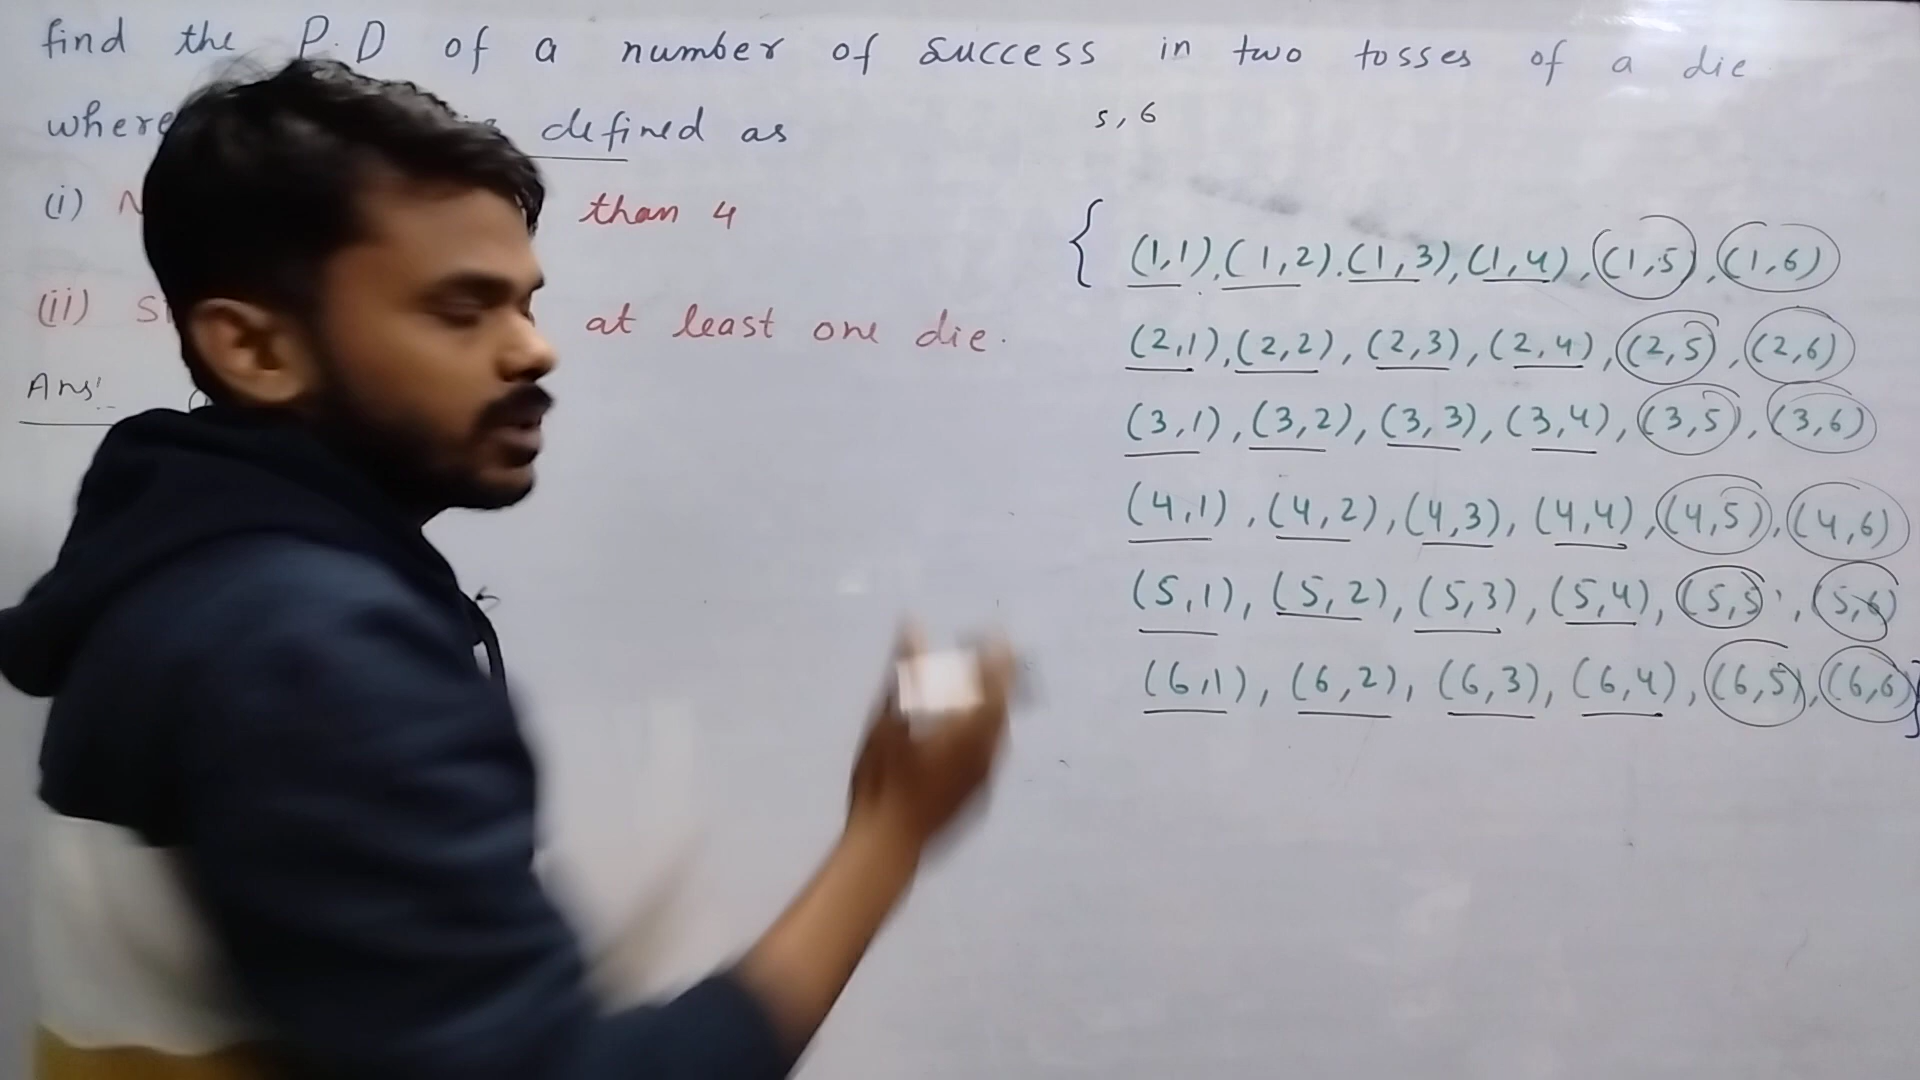 find the P.D of a number of success in two tosses of a die
where defined as
5, 6
(i) than 4
(ii) at least one die.
Ans:
{ (1,1), (1,2), (1,3), (1,4), (1,5), (1,6)
(2,1), (2,2), (2,3), (2,4), (2,5), (2,6)
(3,1), (3,2), (3,3), (3,4), (3,5), (3,6)
(4,1), (4,2), (4,3), (4,4), (4,5), (4,6)
(5,1), (5,2), (5,3), (5,4), (5,5), (5,6)
(6,1), (6,2), (6,3), (6,4), (6,5), (6,6) }